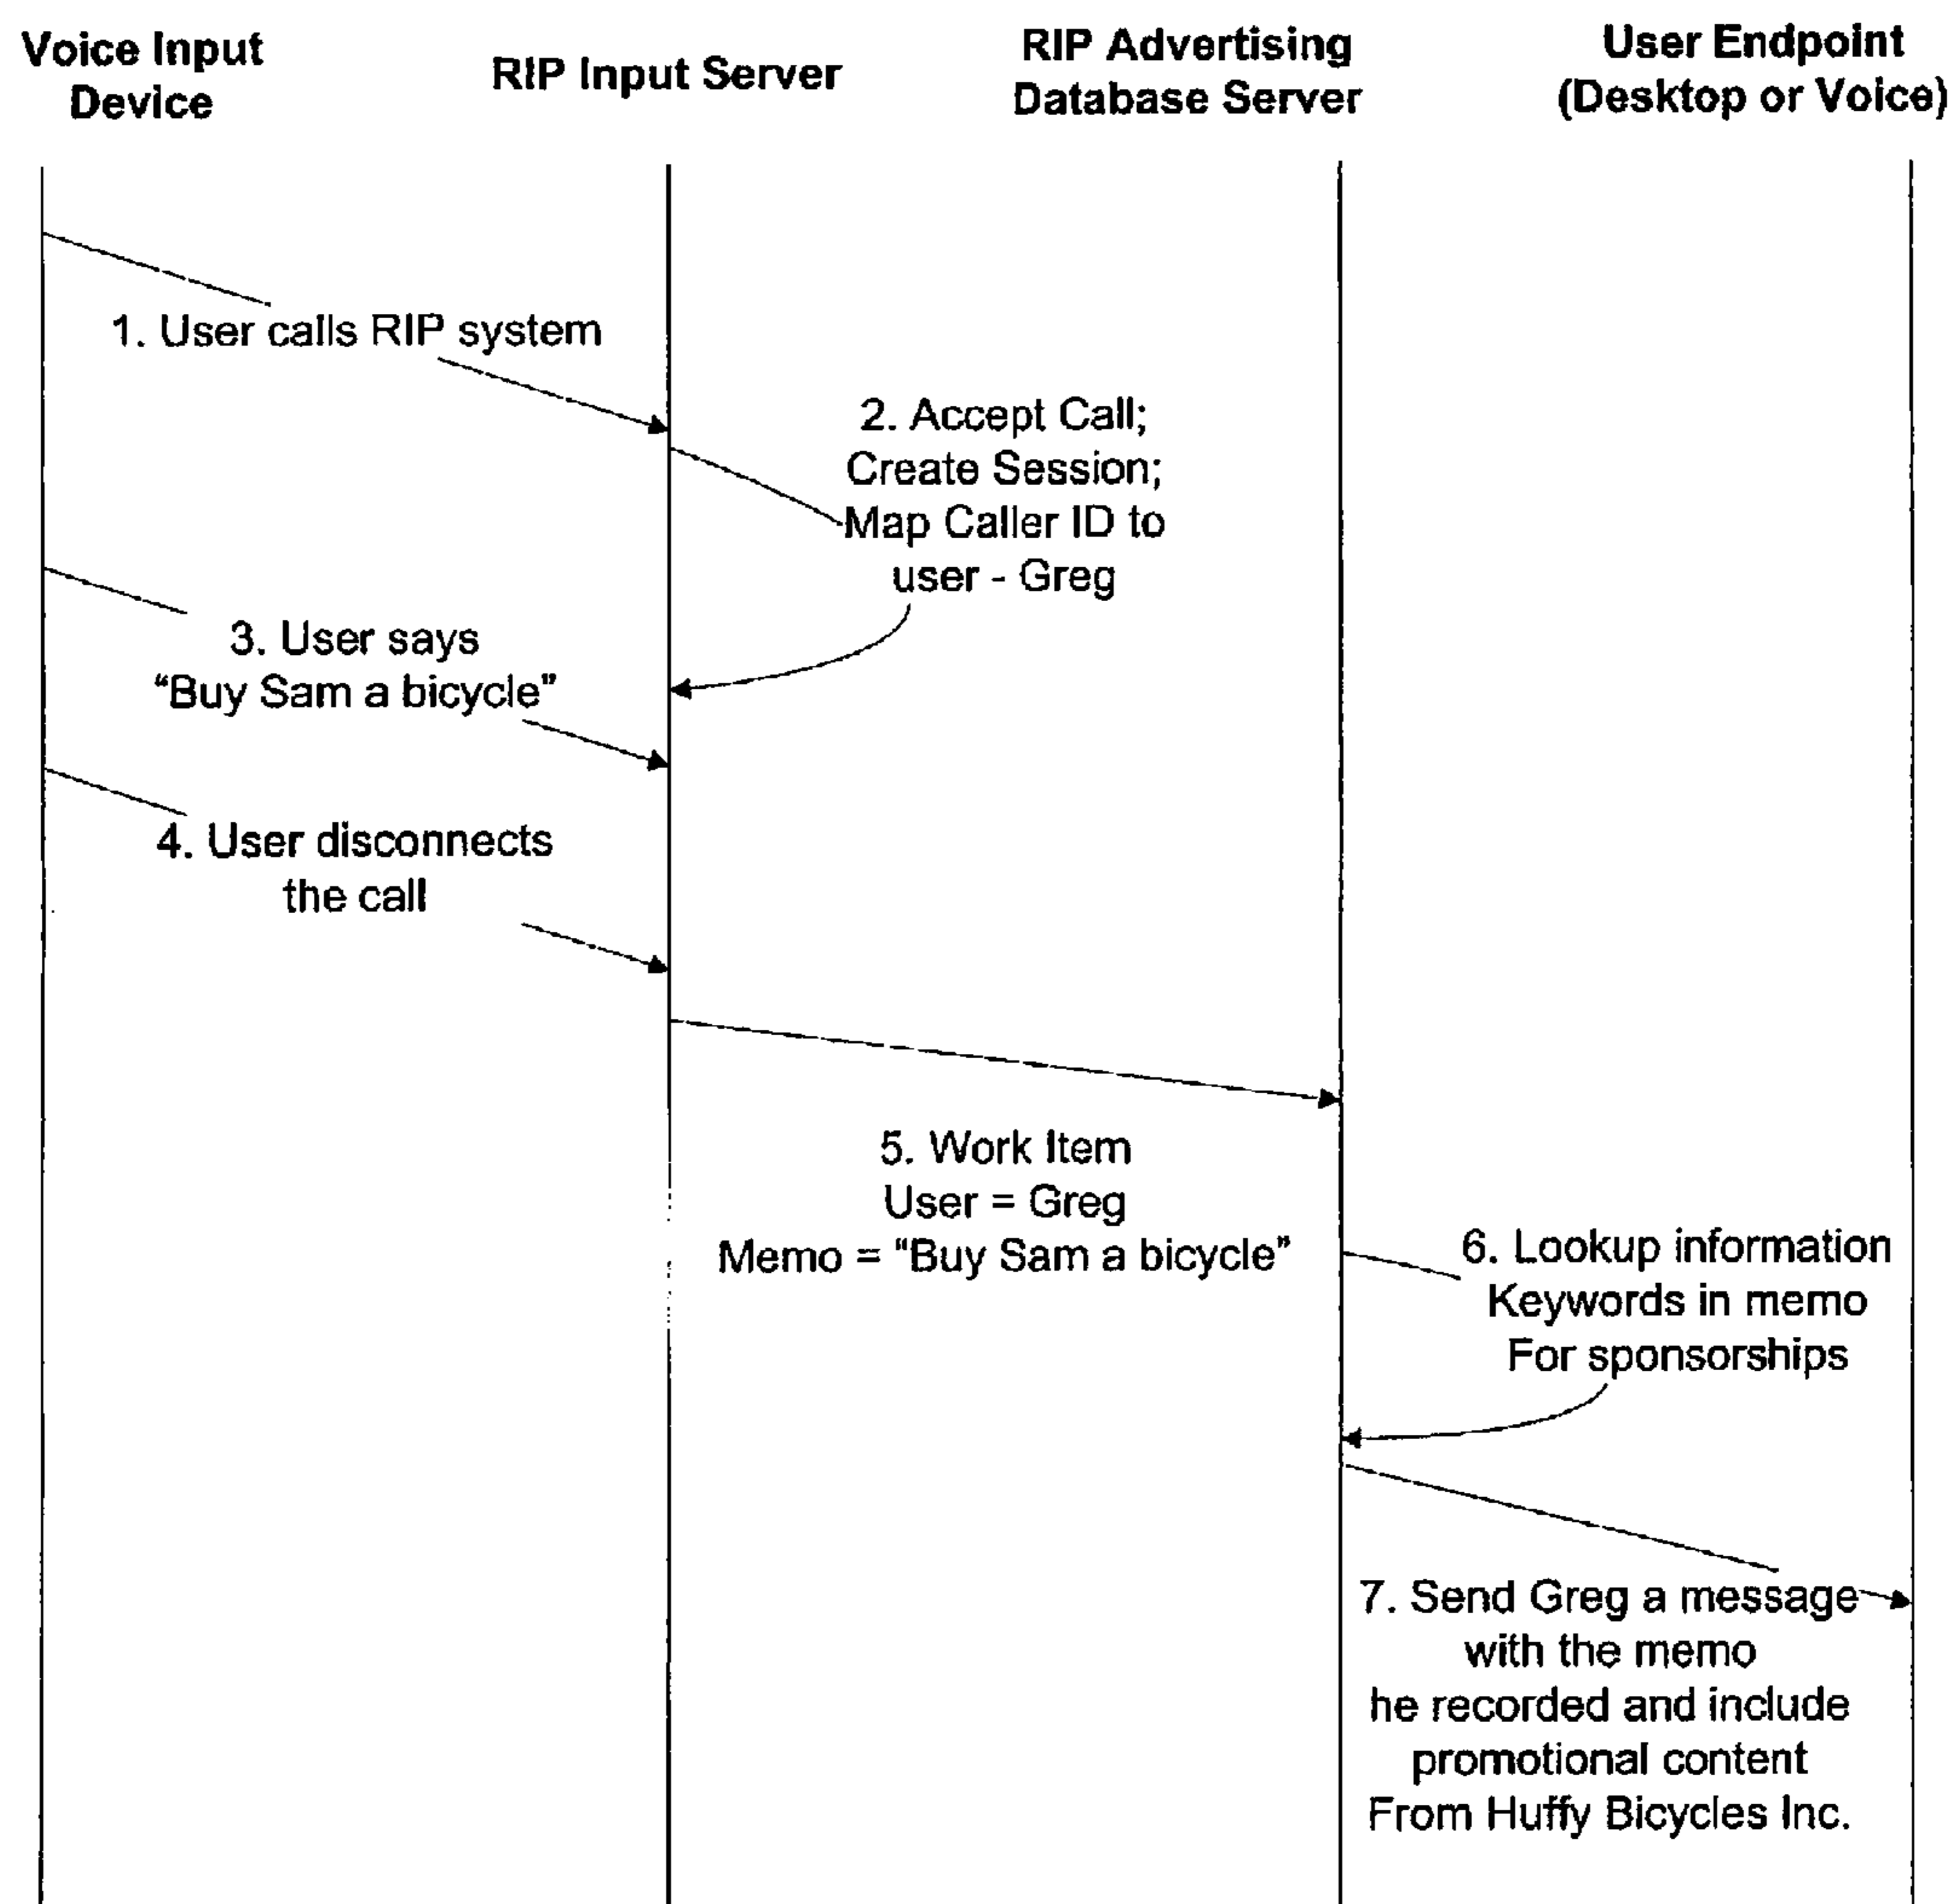 Voice Input
Device
RIP Input Server
RIP Advertising
Database Server
User Endpoint
(Desktop or Voice)
1. User calls RIP system
2. Accept Call;
Create Session;
Map Caller ID to
user - Greg
3. User says
“Buy Sam a bicycle”
4. User disconnects
the call
5. Work Item
User = Greg
Memo = “Buy Sam a bicycle”
6. Lookup information
Keywords in memo
For sponsorships
7. Send Greg a message
with the memo
he recorded and include
promotional content
From Huffy Bicycles Inc.